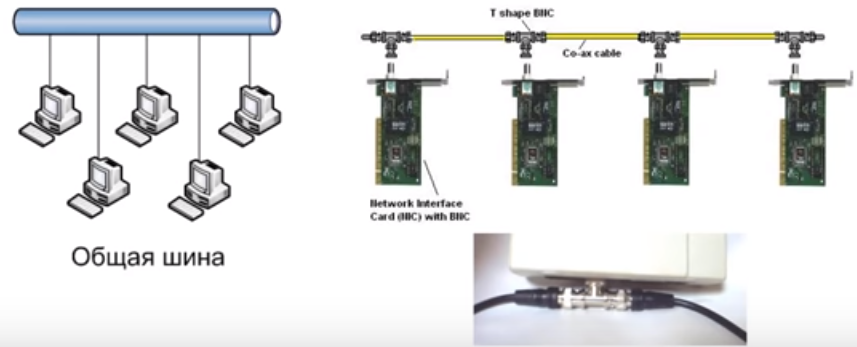 T shape BNC
Co-ax cable
Network Interface
Card (NIC) with BNC
Общая шина